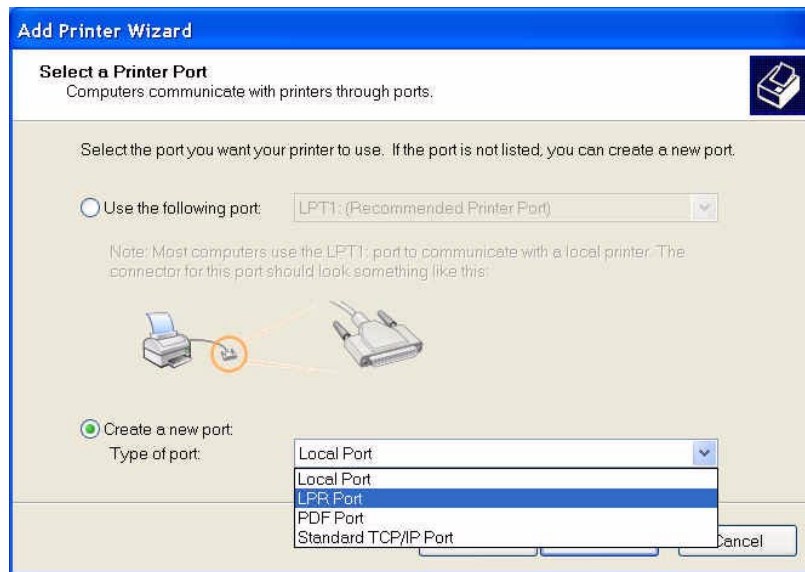 Add Printer Wizard
Select a Printer Port
Computers communicate with printers through ports.
Select the port you want your printer to use. If the port is not listed, you can create a new port.
Use the following port: LPT1: (Recommended Printer Port)
Note: Most computers use the LPT1: port to communicate with a local printer. The
connector for this port should look something like this:
Create a new port:
Type of port: Local Port
Local Port
LPR Port
PDF Port
Standard TCP/IP Port
Cancel